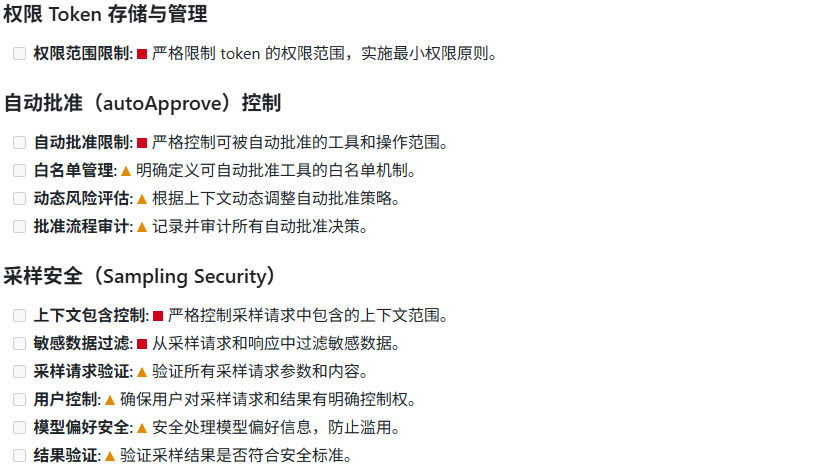 权限 Token 存储与管理
权限范围限制: 严格限制 token 的权限范围，实施最小权限原则。
自动批准（autoApprove）控制
自动批准限制: 严格控制可被自动批准的工具和操作范围。
白名单管理: 明确定义可自动批准工具的白名单机制。
动态风险评估: 根据上下文动态调整自动批准策略。
批准流程审计: 记录并审计所有自动批准决策。
采样安全（Sampling Security）
上下文包含控制: 严格控制采样请求中包含的上下文范围。
敏感数据过滤: 从采样请求和响应中过滤敏感数据。
采样请求验证: 验证所有采样请求参数和内容。
用户控制: 确保用户对采样请求和结果有明确控制权。
模型偏好安全: 安全处理模型偏好信息，防止滥用。
结果验证: 验证采样结果是否符合安全标准。